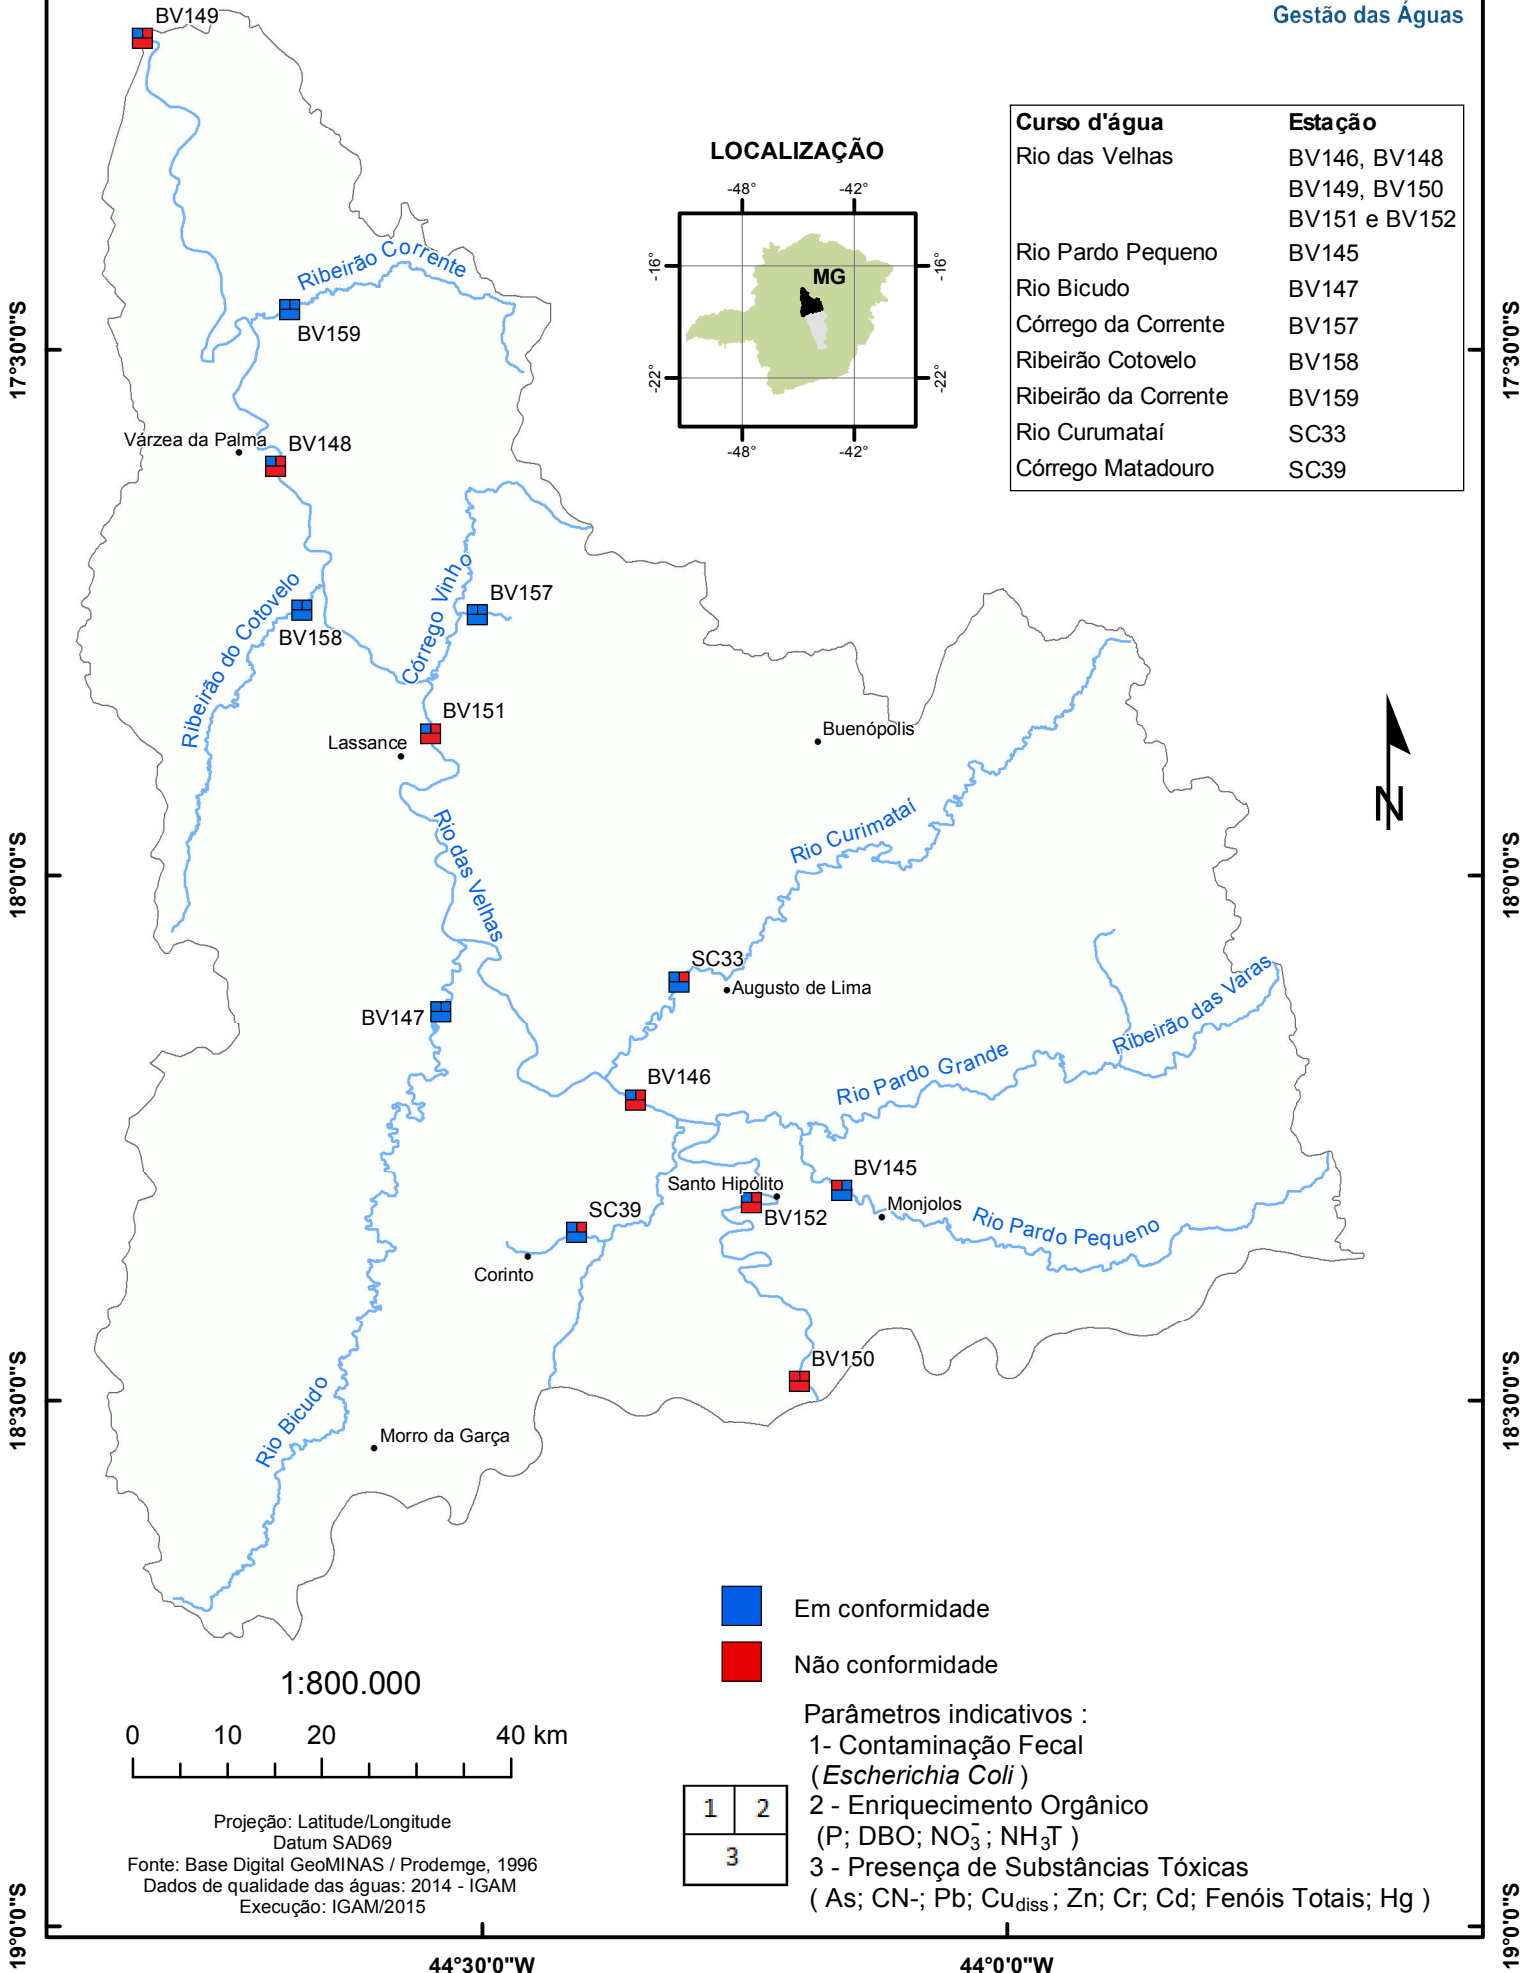 Gestão das Águas
BV149
LOCALIZAÇÃO
-48° -42°
-16° -16°
MG
-22° -22°
-48° -42°
Curso d'água Estação
Rio das Velhas BV146, BV148
BV149, BV150
BV151 e BV152
Rio Pardo Pequeno BV145
Rio Bicudo BV147
Córrego da Corrente BV157
Ribeirão Cotovelo BV158
Ribeirão da Corrente BV159
Rio Curumataí SC33
Córrego Matadouro SC39
Ribeirão Corrente
BV159
17°30'0"S 17°30'0"S
Várzea da Palma
BV148
Córrego Vinho
BV157
BV158
Ribeirão do Cotovelo
BV151
Lassance
Buenópolis
N
Rio Curimataí
Rio das Velhas
18°0'0"S 18°0'0"S
SC33
Augusto de Lima
BV147
Ribeirão das Varas
Rio Pardo Grande
BV146
BV145
Santo Hipólito
BV152
Monjolos
Rio Pardo Pequeno
SC39
Corinto
BV150
18°30'0"S 18°30'0"S
Rio Bicudo
Morro da Garça
Em conformidade
Não conformidade
1:800.000
0 10 20 40 km
Projeção: Latitude/Longitude
Datum SAD69
Fonte: Base Digital GeoMINAS / Prodemge, 1996
Dados de qualidade das águas: 2014 - IGAM
Execução: IGAM/2015
1 2
3
Parâmetros indicativos :
1- Contaminação Fecal
(Escherichia Coli )
2 - Enriquecimento Orgânico
(P; DBO; NO₃⁻; NH₃T )
3 - Presença de Substâncias Tóxicas
( As; CN-; Pb; Cudiss; Zn; Cr; Cd; Fenóis Totais; Hg )
19°0'0"S 19°0'0"S
44°30'0"W 44°0'0"W